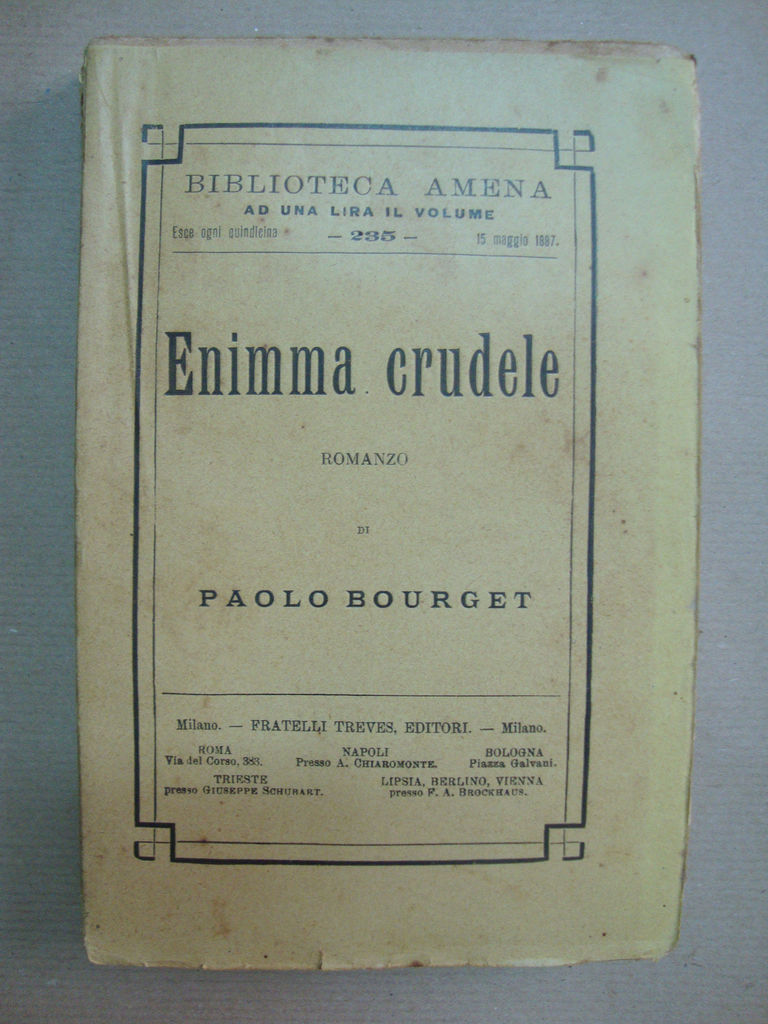 BIBLIOTECA AMENA
AD UNA LIRA IL VOLUME
Esce ogni quindicina — 235 — 15 maggio 1887.
Enimma crudele
ROMANZO
DI
PAOLO BOURGET
Milano. — FRATELLI TREVES, EDITORI. — Milano.
ROMA NAPOLI BOLOGNA
Via del Corso, 383. Presso A. CHIAROMONTE. Piazza Galvani.
TRIESTE LIPSIA, BERLINO, VIENNA
presso GIUSEPPE SCHUBART. presso F. A. BROCKHAUS.